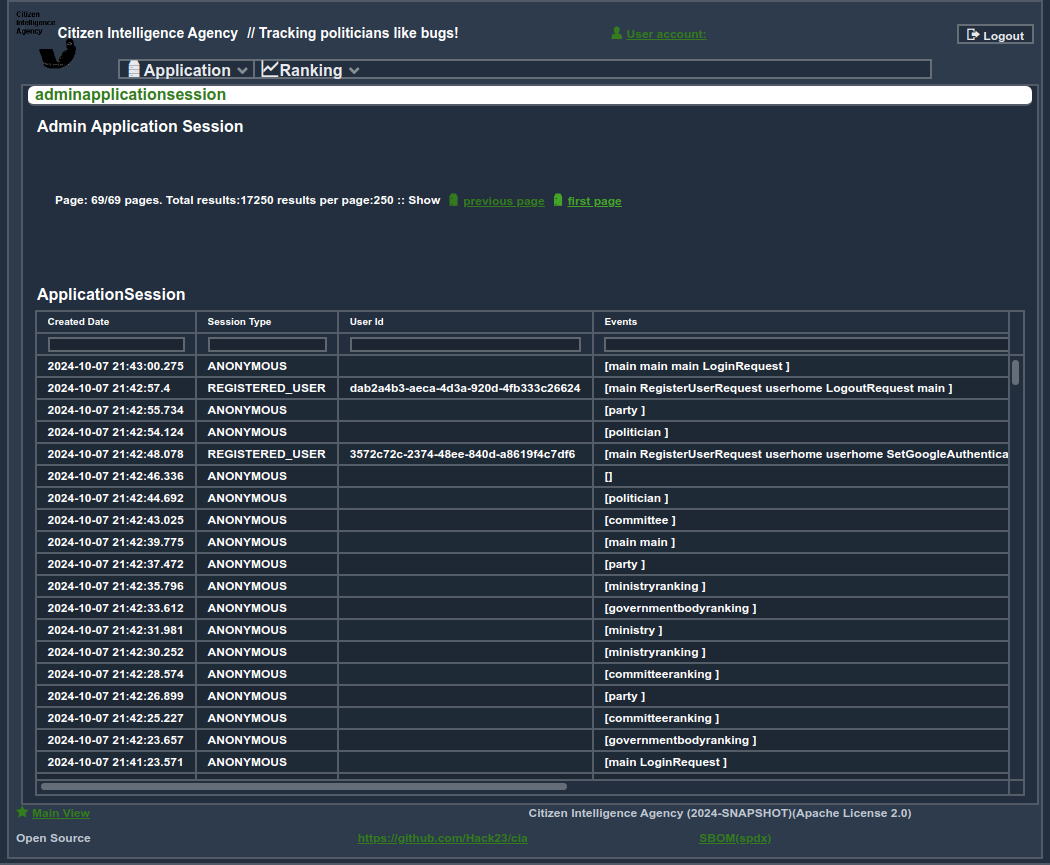 Citizen
Intelligence
Agency
Citizen Intelligence Agency // Tracking politicians like bugs!
User account:
Logout
Application Ranking
adminapplicationsession
Admin Application Session
Page: 69/69 pages. Total results:17250 results per page:250 :: Show previous page first page
ApplicationSession
Created Date Session Type User Id Events
2024-10-07 21:43:00.275 ANONYMOUS [main main main LoginRequest ]
2024-10-07 21:42:57.4 REGISTERED_USER dab2a4b3-aeca-4d3a-920d-4fb333c26624 [main RegisterUserRequest userhome LogoutRequest main ]
2024-10-07 21:42:55.734 ANONYMOUS [party ]
2024-10-07 21:42:54.124 ANONYMOUS [politician ]
2024-10-07 21:42:48.078 REGISTERED_USER 3572c72c-2374-48ee-840d-a8619f4c7df6 [main RegisterUserRequest userhome userhome SetGoogleAuthentica
2024-10-07 21:42:46.336 ANONYMOUS []
2024-10-07 21:42:44.692 ANONYMOUS [politician ]
2024-10-07 21:42:43.025 ANONYMOUS [committee ]
2024-10-07 21:42:39.775 ANONYMOUS [main main ]
2024-10-07 21:42:37.472 ANONYMOUS [party ]
2024-10-07 21:42:35.796 ANONYMOUS [ministryranking ]
2024-10-07 21:42:33.612 ANONYMOUS [governmentbodyranking ]
2024-10-07 21:42:31.981 ANONYMOUS [ministry ]
2024-10-07 21:42:30.252 ANONYMOUS [ministryranking ]
2024-10-07 21:42:28.574 ANONYMOUS [committeeranking ]
2024-10-07 21:42:26.899 ANONYMOUS [party ]
2024-10-07 21:42:25.227 ANONYMOUS [committeeranking ]
2024-10-07 21:42:23.657 ANONYMOUS [governmentbodyranking ]
2024-10-07 21:41:23.571 ANONYMOUS [main LoginRequest ]
Main View Citizen Intelligence Agency (2024-SNAPSHOT)(Apache License 2.0)
Open Source https://github.com/Hack23/cia SBOM(spdx)